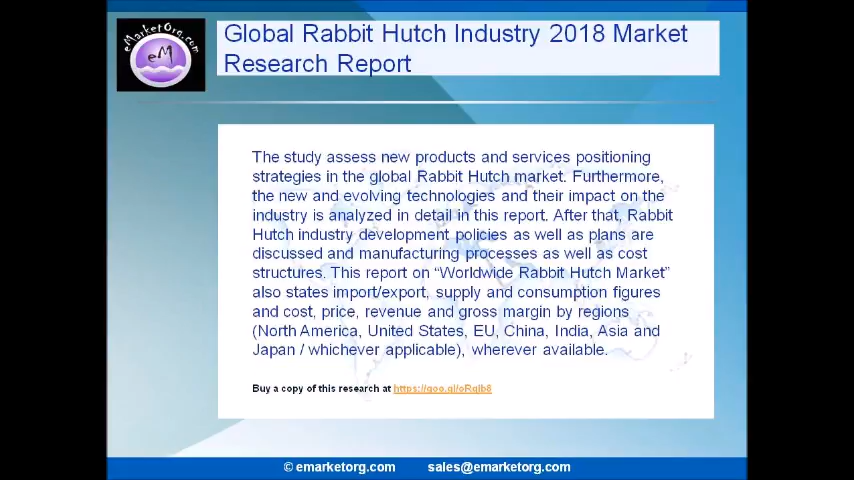 eMarketOrg.com
eM
Global Rabbit Hutch Industry 2018 Market
Research Report
The study assess new products and services positioning
strategies in the global Rabbit Hutch market. Furthermore,
the new and evolving technologies and their impact on the
industry is analyzed in detail in this report. After that, Rabbit
Hutch industry development policies as well as plans are
discussed and manufacturing processes as well as cost
structures. This report on “Worldwide Rabbit Hutch Market”
also states import/export, supply and consumption figures
and cost, price, revenue and gross margin by regions
(North America, United States, EU, China, India, Asia and
Japan / whichever applicable), wherever available.
Buy a copy of this research at
© emarketorg.com sales@emarketorg.com